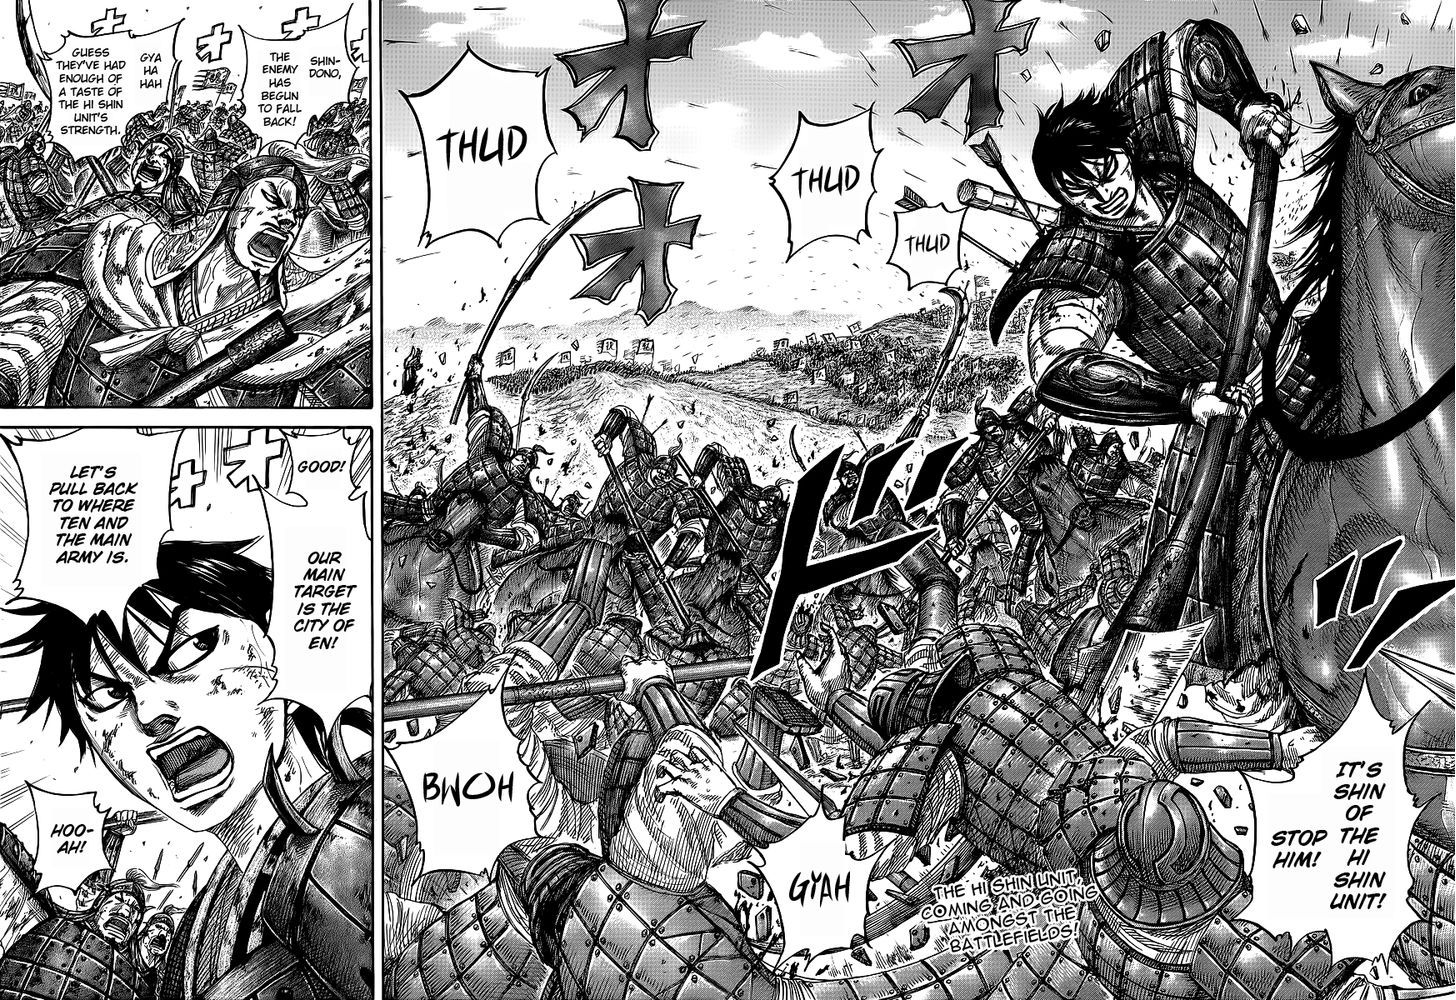 IT'S
SHIN
OF
THE
HI
SHIN
UNIT!
STOP
HIM!
THUD
THUD
THUD
オ
オ
オ
ド
ド
BWOH
GYAH
THE HI SHIN UNIT,
COMING AND GOING
AMONGST THE
BATTLEFIELDS!
SHIN-
DONO,
THE
ENEMY
HAS
BEGUN
TO FALL
BACK!
GYA
HA
HAH
GUESS
THEY'VE HAD
ENOUGH OF
A TASTE OF
THE HI SHIN
UNIT'S
STRENGTH.
オ
オ
オ
GOOD!
OUR
MAIN
TARGET
IS THE
CITY OF
EN!
オ
オ
LET'S
PULL BACK
TO WHERE
TEN AND
THE MAIN
ARMY IS.
HOO-
AH!